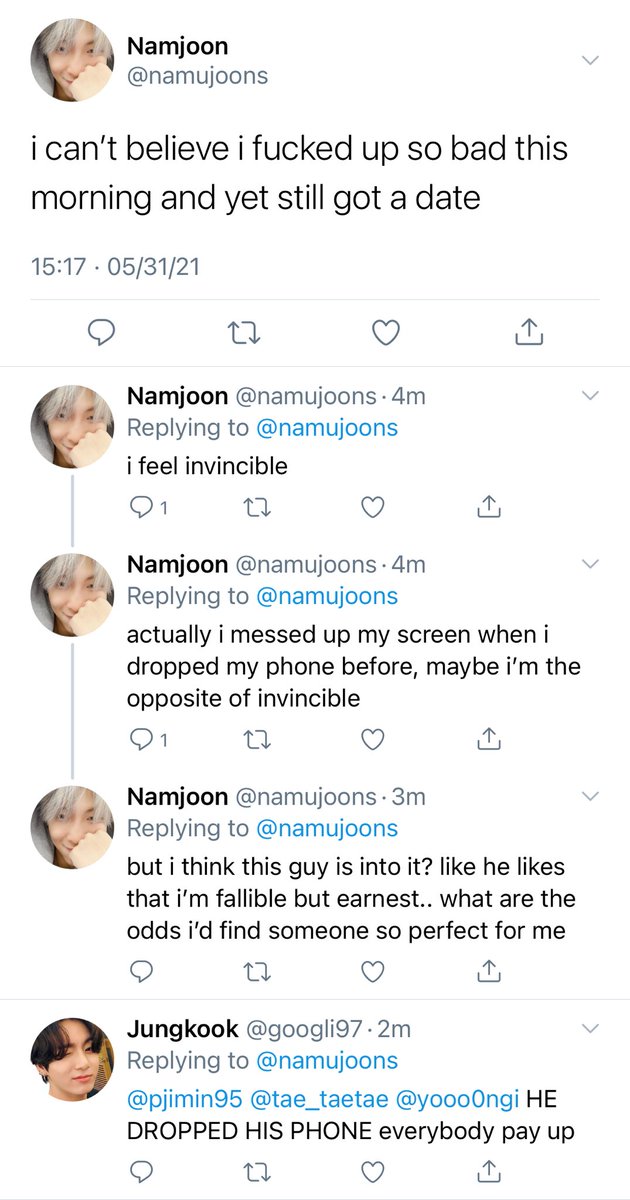 Namjoon
@namujoons
i can’t believe i fucked up so bad this
morning and yet still got a date
15:17 · 05/31/21
Namjoon @namujoons · 4m
Replying to @namujoons
i feel invincible
1
Namjoon @namujoons · 4m
Replying to @namujoons
actually i messed up my screen when i
dropped my phone before, maybe i’m the
opposite of invincible
1
Namjoon @namujoons · 3m
Replying to @namujoons
but i think this guy is into it? like he likes
that i’m fallible but earnest.. what are the
odds i’d find someone so perfect for me
Jungkook @googli97 · 2m
Replying to @namujoons
@pjimin95 @tae_taetae @yooo0ngi HE
DROPPED HIS PHONE everybody pay up